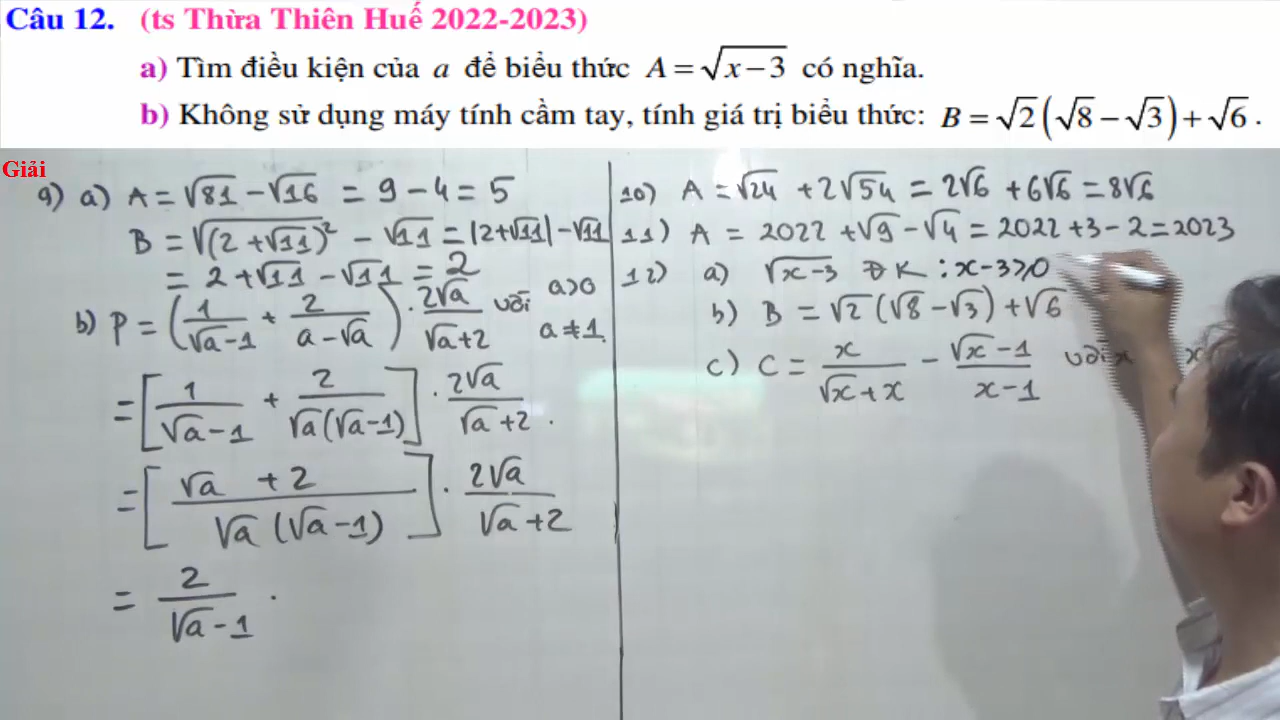 Câu 12. (ts Thừa Thiên Huế 2022-2023)
a) Tìm điều kiện của a để biểu thức A = √(x−3) có nghĩa.
b) Không sử dụng máy tính cầm tay, tính giá trị biểu thức: B = √2(√8 − √3) + √6.
Giải
9) a) A = √81 − √16 = 9 − 4 = 5
B = √((2 + √11)²) − √11 = |2+√11| − √11
= 2 + √11 − √11 = 2
b) P = (1/(√a−1) + 2/(a−√a)) · 2√a/(√a+2) với a>0 a≠1.
= [1/(√a−1) + 2/(√a(√a−1))] · 2√a/(√a+2).
= [(√a + 2)/(√a(√a−1))] · 2√a/(√a+2)
= 2/(√a−1).
10) A = √24 + 2√54 = 2√6 + 6√6 = 8√6
11) A = 2022 + √9 − √4 = 2022 + 3 − 2 = 2023
12) a) √(x−3) ĐK : x−3⩾0
b) B = √2(√8 − √3) + √6
c) C = x/(√x+x) − (√x−1)/(x−1) với x x